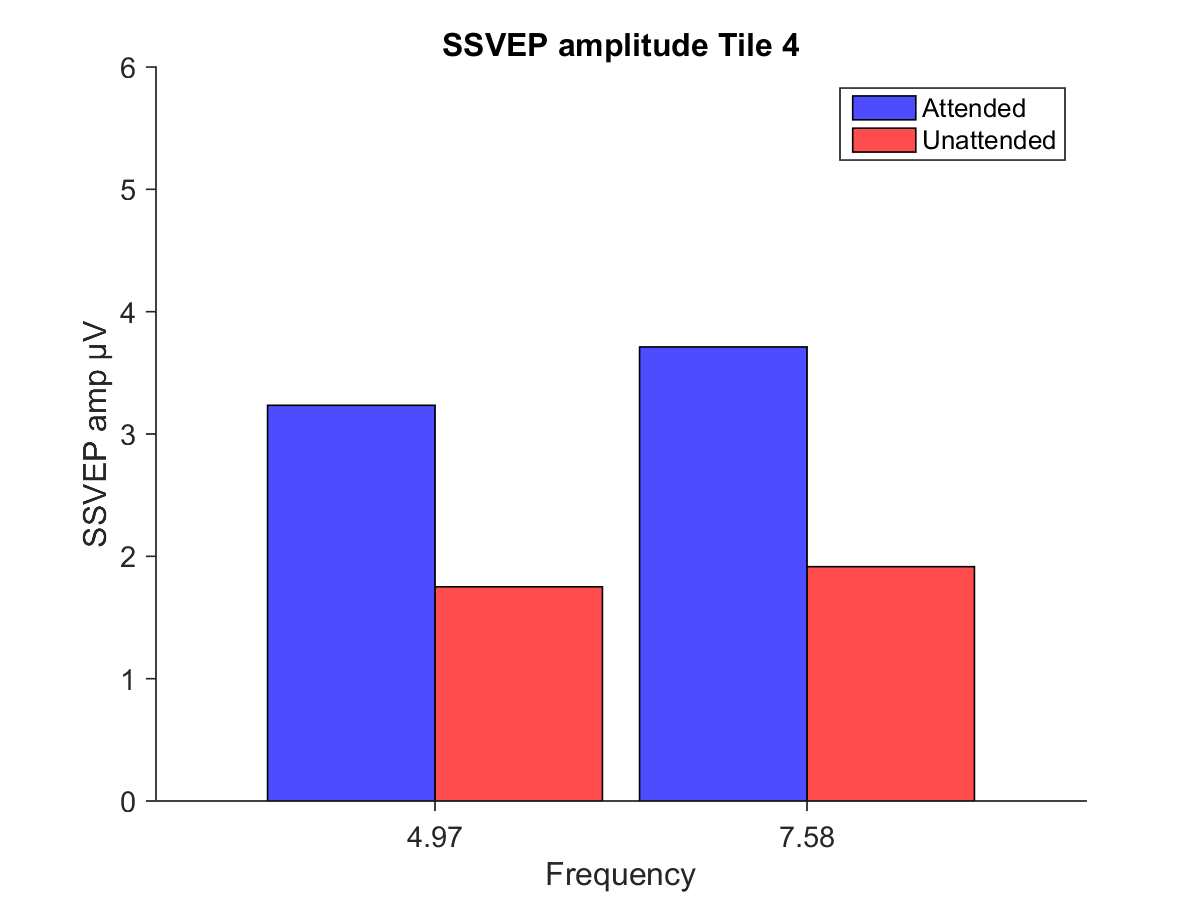 SSVEP amplitude Tile 4
Attended
Unattended
6
5
4
3
2
1
0
SSVEP amp µV
4.97
7.58
Frequency